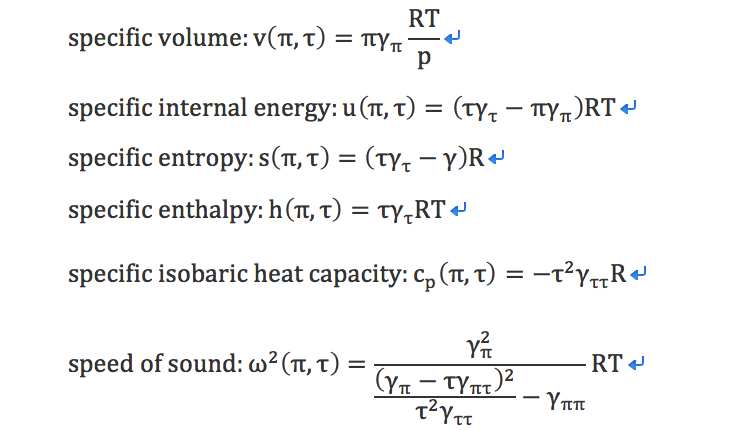 specific volume: v(π, τ) = πγ_π RT/p ↵
specific internal energy: u(π, τ) = (τγ_τ − πγ_π)RT ↵
specific entropy: s(π, τ) = (τγ_τ − γ)R ↵
specific enthalpy: h(π, τ) = τγ_τRT ↵
specific isobaric heat capacity: c_p(π, τ) = −τ²γ_ττR ↵
speed of sound: ω²(π, τ) = γ_π² / ((γ_π − τγ_πτ)² / (τ²γ_ττ) − γ_ππ) RT ↵